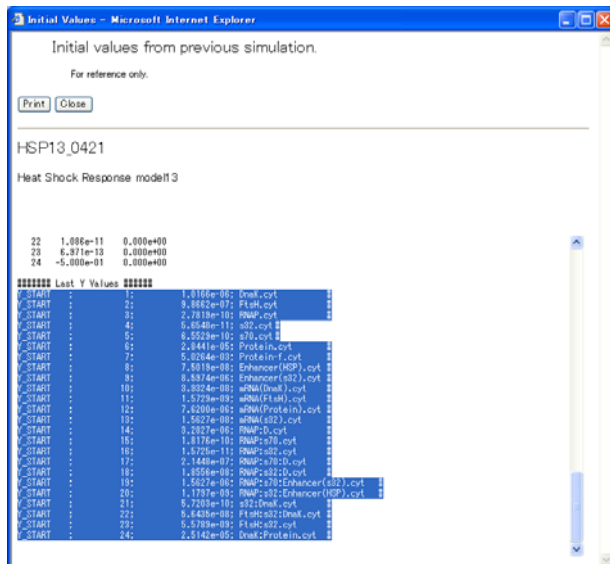 Initial Values - Microsoft Internet Explorer
Initial values from previous simulation.
For reference only.
Print Close
HSP13_0421
Heat Shock Response model13
22 1.086e-11 0.000e+00
23 6.971e-13 0.000e+00
24 -5.000e-01 0.000e+00
####### Last Y Values ######
Y_START : 1: 1.0166e-06; DnaK.cyt #
Y_START : 2: 9.8662e-07; FtsH.cyt #
Y_START : 3: 2.7819e-10; RNAP.cyt #
Y_START : 4: 5.6548e-11; s32.cyt #
Y_START : 5: 6.5529e-10; s70.cyt #
Y_START : 6: 2.8441e-05; Protein.cyt #
Y_START : 7: 5.0264e-03; Protein-f.cyt #
Y_START : 8: 7.5019e-08; Enhancer(HSP).cyt #
Y_START : 9: 8.5974e-06; Enhancer(s32).cyt #
Y_START : 10: 3.8324e-08; mRNA(DnaK).cyt #
Y_START : 11: 1.5729e-09; mRNA(FtsH).cyt #
Y_START : 12: 7.6200e-06; mRNA(Protein).cyt #
Y_START : 13: 1.5627e-08; mRNA(s32).cyt #
Y_START : 14: 3.2827e-06; RNAP:D.cyt #
Y_START : 15: 1.8176e-10; RNAP:s70.cyt #
Y_START : 16: 1.5725e-11; RNAP:s32.cyt #
Y_START : 17: 2.1448e-07; RNAP:s70:D.cyt #
Y_START : 18: 1.8556e-08; RNAP:s32:D.cyt #
Y_START : 19: 1.5627e-06; RNAP:s70:Enhancer(s32).cyt #
Y_START : 20: 1.1797e-09; RNAP:s32:Enhancer(HSP).cyt #
Y_START : 21: 5.7203e-10; s32:DnaK.cyt #
Y_START : 22: 5.6435e-08; FtsH:s32:DnaK.cyt #
Y_START : 23: 5.5789e-09; FtsH:s32.cyt #
Y_START : 24: 2.5142e-05; DnaK:Protein.cyt #